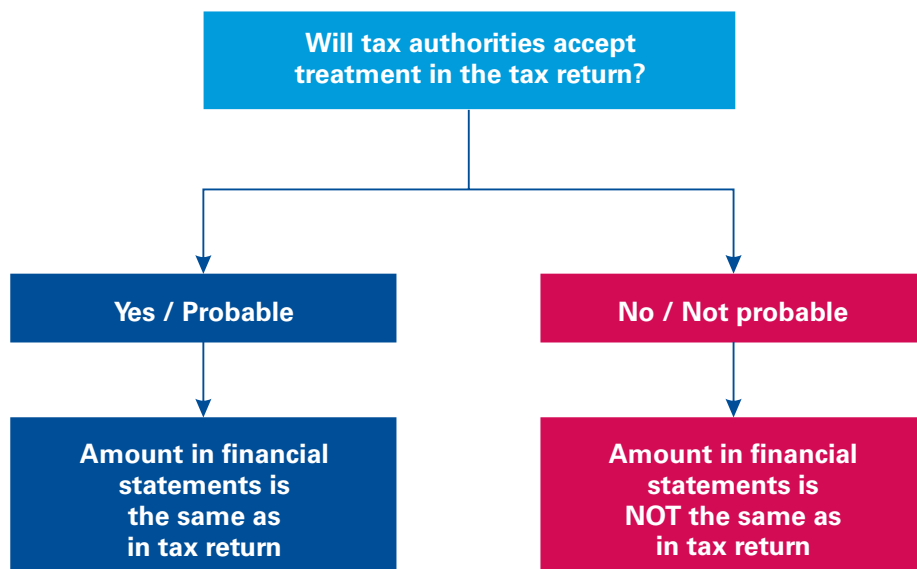 Will tax authorities accept
treatment in the tax return?
Yes / Probable
No / Not probable
Amount in financial
statements is
the same as
in tax return
Amount in financial
statements is
NOT the same as
in tax return